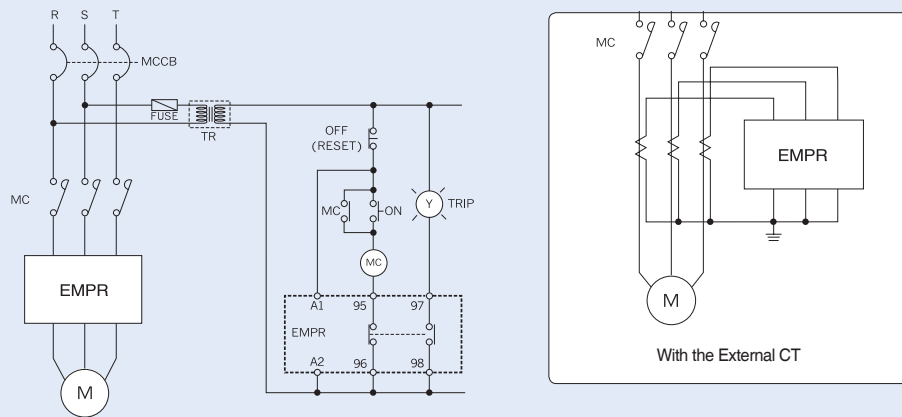 R S T
MCCB
FUSE
TR
OFF
(RESET)
MC
MC
ON
Y
TRIP
MC
EMPR
A1
95
97
EMPR
A2
96
98
M
MC
EMPR
M
With the External CT